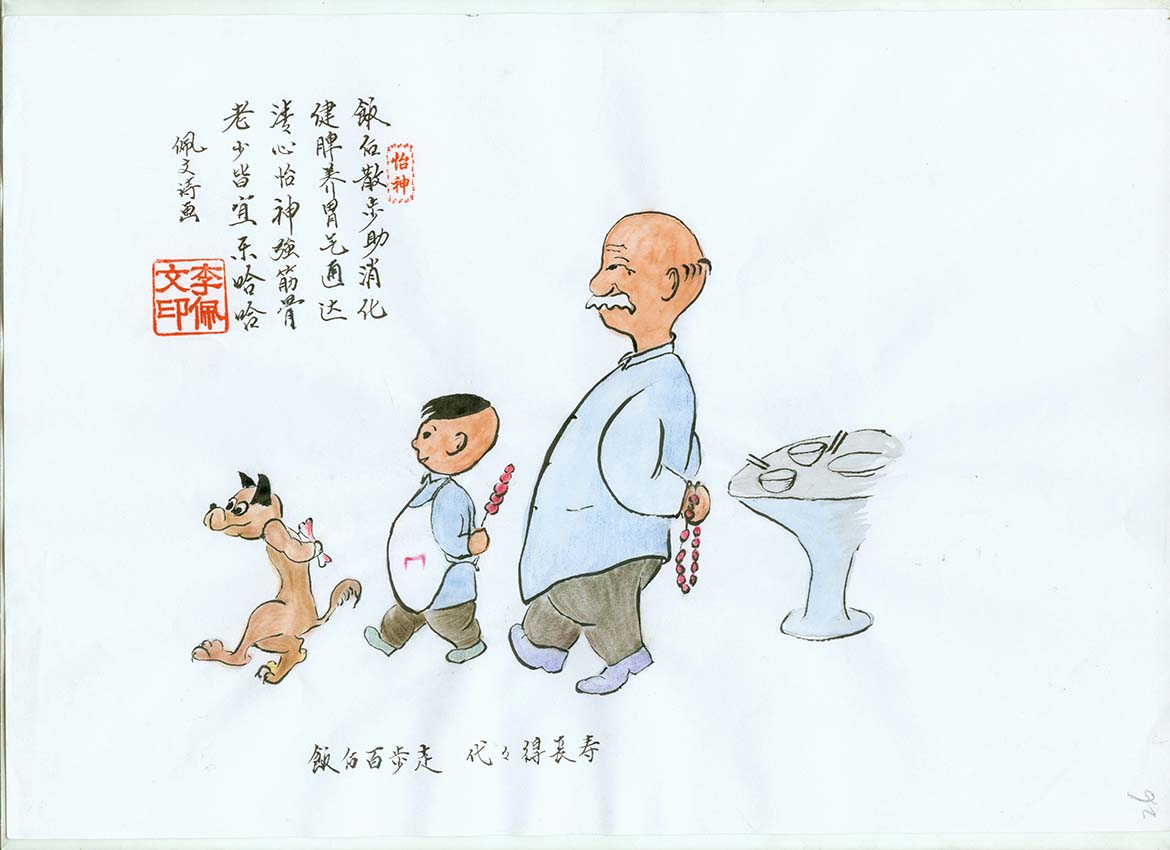 怡神
飯后散步助消化
健脾养胃气通达
清心怡神強筋骨
老少皆宜乐哈哈
佩文诗画
李佩文印
飯后百步走 代々得長寿